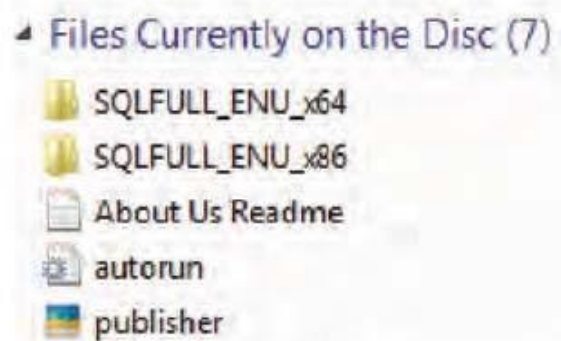 Files Currently on the Disc (7)
SQLFULL_ENU_x64
SQLFULL_ENU_x86
About Us Readme
autorun
publisher